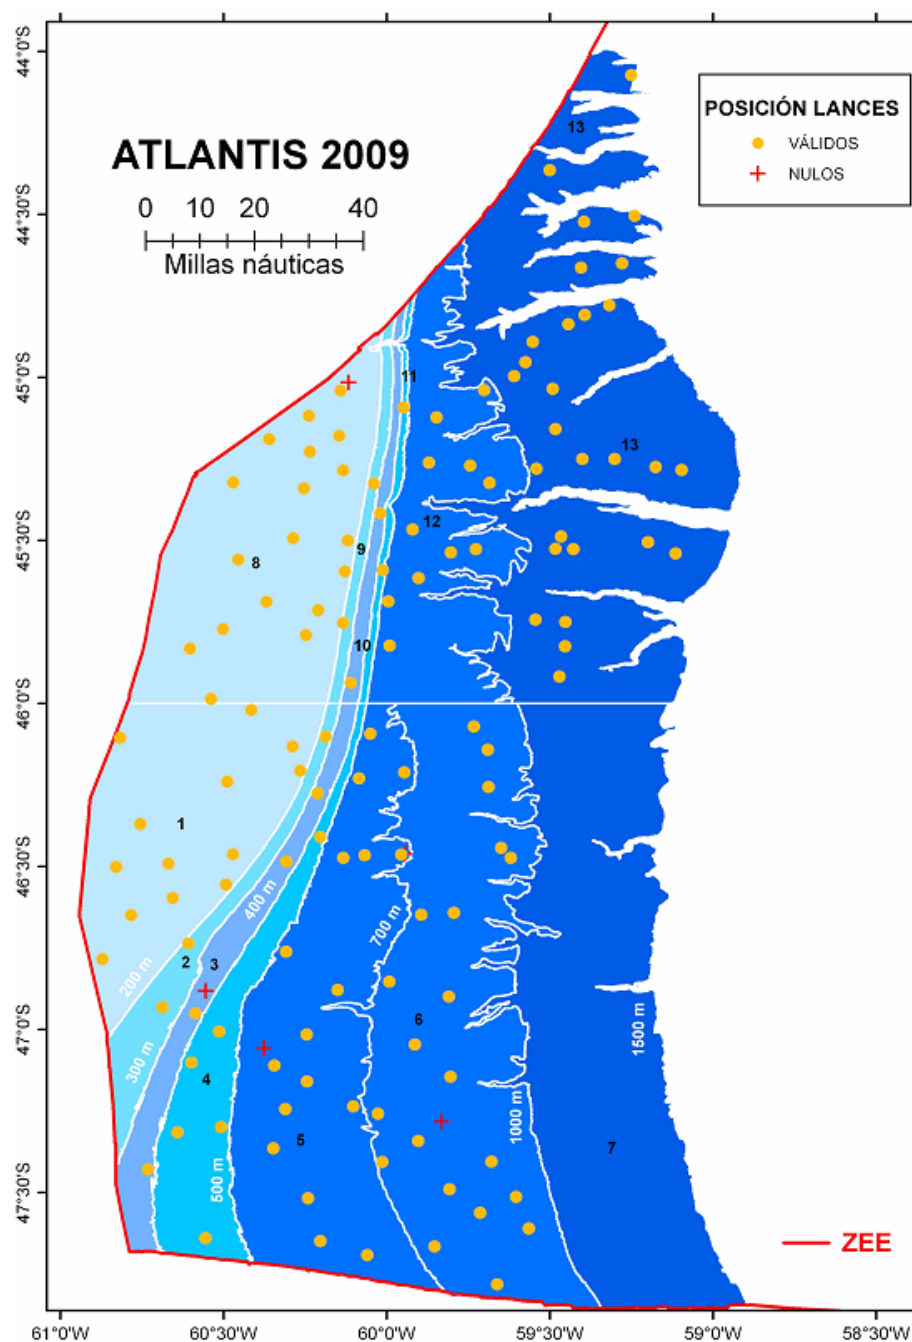 44°0'S
44°30'S
45°0'S
45°30'S
46°0'S
46°30'S
47°0'S
47°30'S
ATLANTIS 2009
0 10 20 40
Millas náuticas
POSICIÓN LANCES
VÁLIDOS
NULOS
13
11
13
12
8
9
10
1
400 m
700 m
2
3
200 m
6
1500 m
300 m
4
1000 m
5
7
500 m
ZEE
61°0'W 60°30'W 60°0'W 59°30'W 59°0'W 58°30'W